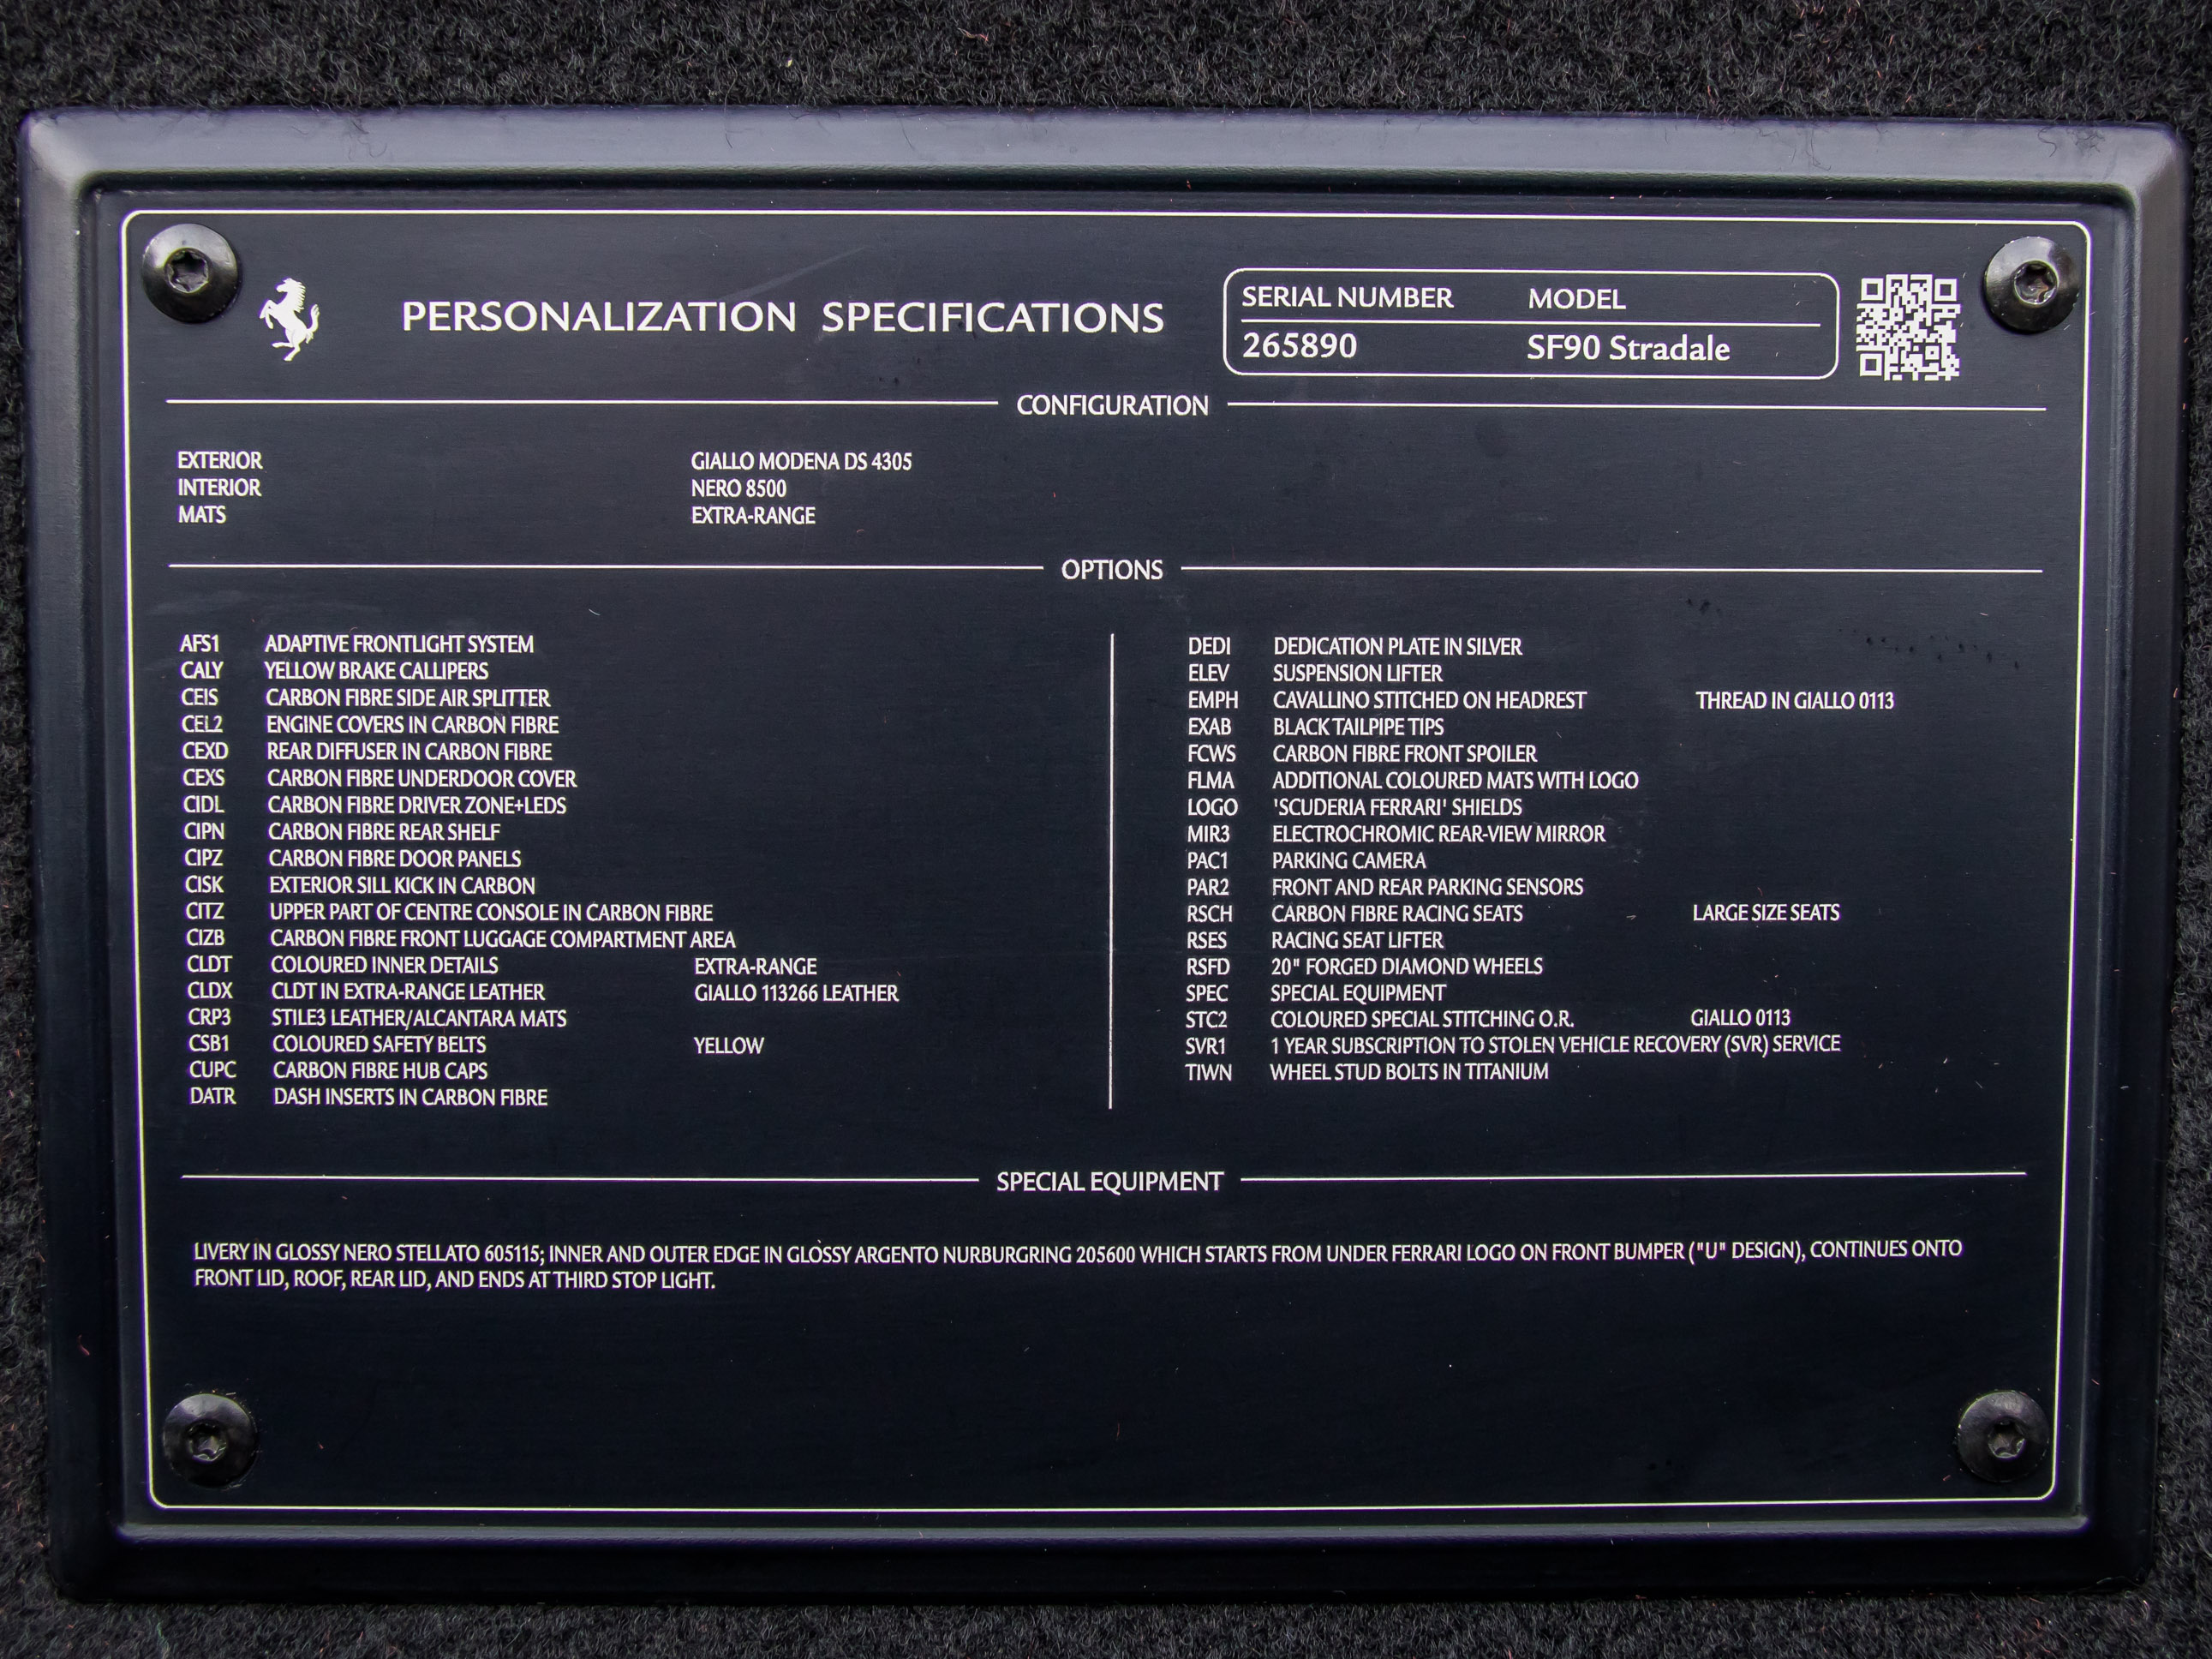 PERSONALIZATION SPECIFICATIONS
SERIAL NUMBER MODEL
265890 SF90 Stradale
CONFIGURATION
EXTERIOR GIALLO MODENA DS 4305
INTERIOR NERO 8500
MATS EXTRA-RANGE
OPTIONS
AFS1 ADAPTIVE FRONTLIGHT SYSTEM
CALY YELLOW BRAKE CALLIPERS
CEIS CARBON FIBRE SIDE AIR SPLITTER
CEL2 ENGINE COVERS IN CARBON FIBRE
CEXD REAR DIFFUSER IN CARBON FIBRE
CEXS CARBON FIBRE UNDERDOOR COVER
CIDL CARBON FIBRE DRIVER ZONE+LEDS
CIPN CARBON FIBRE REAR SHELF
CIPZ CARBON FIBRE DOOR PANELS
CISK EXTERIOR SILL KICK IN CARBON
CITZ UPPER PART OF CENTRE CONSOLE IN CARBON FIBRE
CIZB CARBON FIBRE FRONT LUGGAGE COMPARTMENT AREA
CLDT COLOURED INNER DETAILS EXTRA-RANGE
CLDX CLDT IN EXTRA-RANGE LEATHER GIALLO 113266 LEATHER
CRP3 STILE3 LEATHER/ALCANTARA MATS
CSB1 COLOURED SAFETY BELTS YELLOW
CUPC CARBON FIBRE HUB CAPS
DATR DASH INSERTS IN CARBON FIBRE
DEDI DEDICATION PLATE IN SILVER
ELEV SUSPENSION LIFTER
EMPH CAVALLINO STITCHED ON HEADREST THREAD IN GIALLO 0113
EXAB BLACK TAILPIPE TIPS
FCWS CARBON FIBRE FRONT SPOILER
FLMA ADDITIONAL COLOURED MATS WITH LOGO
LOGO 'SCUDERIA FERRARI' SHIELDS
MIR3 ELECTROCHROMIC REAR-VIEW MIRROR
PAC1 PARKING CAMERA
PAR2 FRONT AND REAR PARKING SENSORS
RSCH CARBON FIBRE RACING SEATS LARGE SIZE SEATS
RSES RACING SEAT LIFTER
RSFD 20" FORGED DIAMOND WHEELS
SPEC SPECIAL EQUIPMENT
STC2 COLOURED SPECIAL STITCHING O.R. GIALLO 0113
SVR1 1 YEAR SUBSCRIPTION TO STOLEN VEHICLE RECOVERY (SVR) SERVICE
TIWN WHEEL STUD BOLTS IN TITANIUM
SPECIAL EQUIPMENT
LIVERY IN GLOSSY NERO STELLATO 605115; INNER AND OUTER EDGE IN GLOSSY ARGENTO NURBURGRING 205600 WHICH STARTS FROM UNDER FERRARI LOGO ON FRONT BUMPER ("U" DESIGN), CONTINUES ONTO
FRONT LID, ROOF, REAR LID, AND ENDS AT THIRD STOP LIGHT.